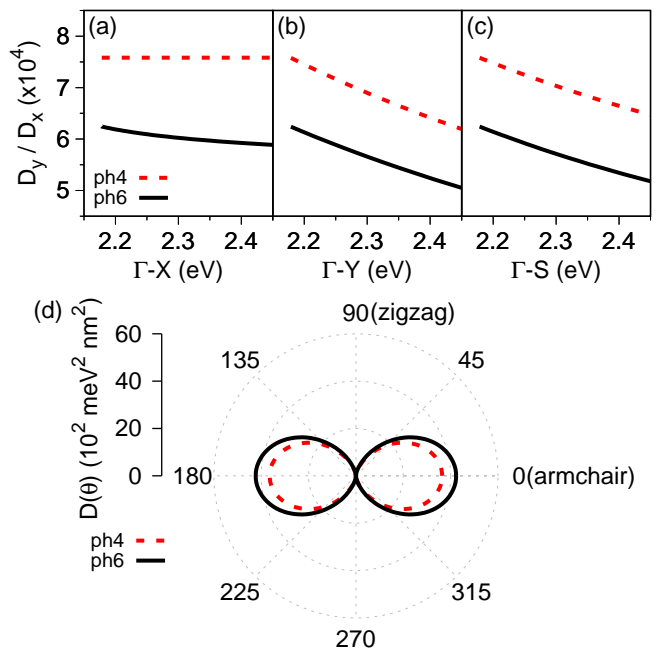 (a) (b) (c)
8
7
6
5
D_y / D_x (x10^4)
ph4
ph6
2.2 2.3 2.4 2.2 2.3 2.4 2.2 2.3 2.4
Γ-X (eV) Γ-Y (eV) Γ-S (eV)
(d)
60
40
20
0
D(θ) (10^2 meV^2 nm^2)
90(zigzag)
135 45
180 0(armchair)
ph4
ph6
225 315
270